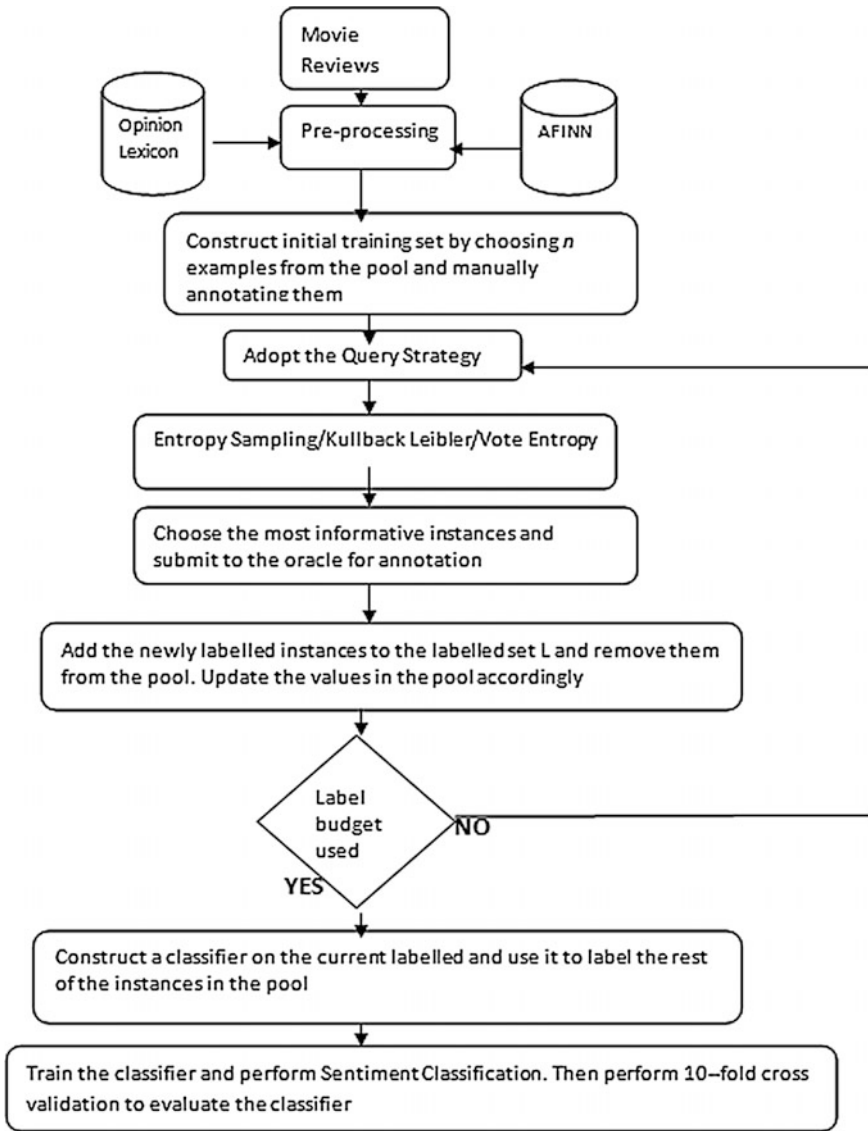 Movie
Reviews
Opinion
Lexicon
Pre-processing
AFINN
Construct initial training set by choosing n
examples from the pool and manually
annotating them
Adopt the Query Strategy
Entropy Sampling/Kullback Leibler/Vote Entropy
Choose the most informative instances and
submit to the oracle for annotation
Add the newly labelled instances to the labelled set L and remove them
from the pool. Update the values in the pool accordingly
Label
budget
used
NO
YES
Construct a classifier on the current labelled and use it to label the rest
of the instances in the pool
Train the classifier and perform Sentiment Classification. Then perform 10--fold cross
validation to evaluate the classifier